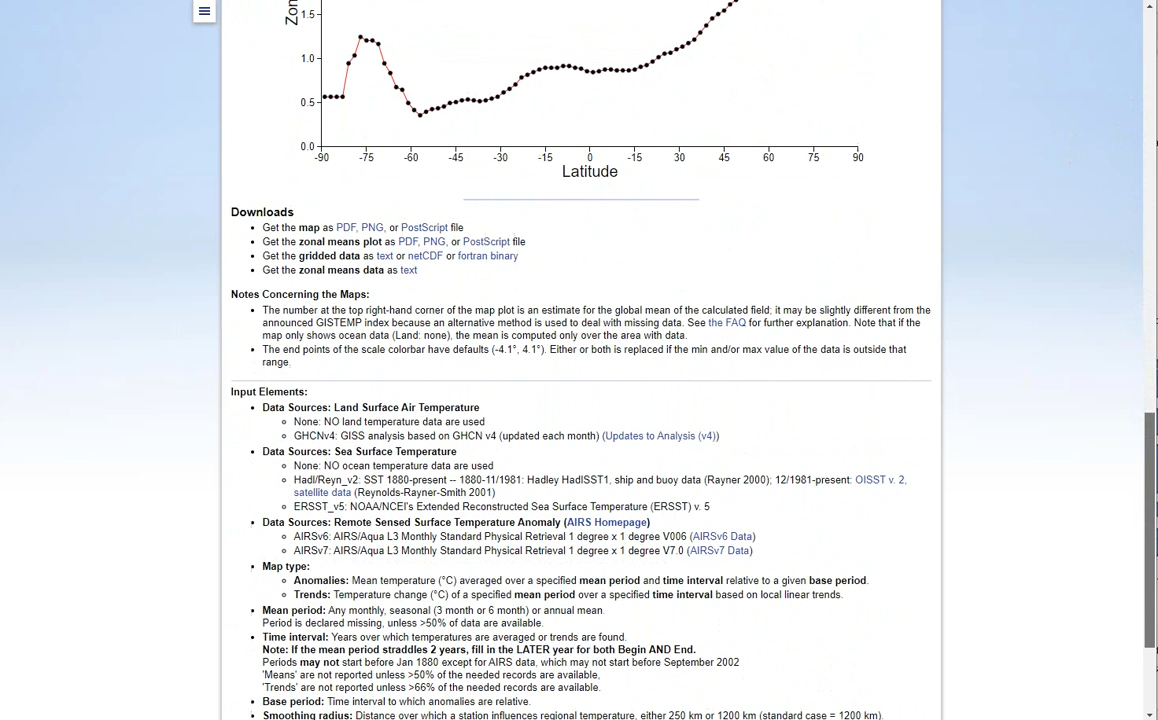 Zon
1.5
1.0
0.5
0.0
-90 -75 -60 -45 -30 -15 0 -15 30 45 60 75 90
Latitude
Downloads
Get the map as PDF, PNG, or PostScript file
Get the zonal means plot as PDF, PNG, or PostScript file
Get the gridded data as text or netCDF or fortran binary
Get the zonal means data as text
Notes Concerning the Maps:
The number at the top right-hand corner of the map plot is an estimate for the global mean of the calculated field; it may be slightly different from the
announced GISTEMP index because an alternative method is used to deal with missing data. See the FAQ for further explanation. Note that if the
map only shows ocean data (Land: none), the mean is computed only over the area with data.
The end points of the scale colorbar have defaults (-4.1°, 4.1°). Either or both is replaced if the min and/or max value of the data is outside that
range.
Input Elements:
Data Sources: Land Surface Air Temperature
None: NO land temperature data are used
GHCNv4: GISS analysis based on GHCN v4 (updated each month) (Updates to Analysis (v4))
Data Sources: Sea Surface Temperature
None: NO ocean temperature data are used
Hadl/Reyn_v2: SST 1880-present -- 1880-11/1981: Hadley HadISST1, ship and buoy data (Rayner 2000); 12/1981-present: OISST v. 2,
satellite data (Reynolds-Rayner-Smith 2001)
ERSST_v5: NOAA/NCEI's Extended Reconstructed Sea Surface Temperature (ERSST) v. 5
Data Sources: Remote Sensed Surface Temperature Anomaly (AIRS Homepage)
AIRSv6: AIRS/Aqua L3 Monthly Standard Physical Retrieval 1 degree x 1 degree V006 (AIRSv6 Data)
AIRSv7: AIRS/Aqua L3 Monthly Standard Physical Retrieval 1 degree x 1 degree V7.0 (AIRSv7 Data)
Map type:
Anomalies: Mean temperature (°C) averaged over a specified mean period and time interval relative to a given base period.
Trends: Temperature change (°C) of a specified mean period over a specified time interval based on local linear trends.
Mean period: Any monthly, seasonal (3 month or 6 month) or annual mean.
Period is declared missing, unless >50% of data are available.
Time interval: Years over which temperatures are averaged or trends are found.
Note: If the mean period straddles 2 years, fill in the LATER year for both Begin AND End.
Periods may not start before Jan 1880 except for AIRS data, which may not start before September 2002
'Means' are not reported unless >50% of the needed records are available,
'Trends' are not reported unless >66% of the needed records are available.
Base period: Time interval to which anomalies are relative.
Smoothing radius: Distance over which a station influences regional temperature, either 250 km or 1200 km (standard case = 1200 km).